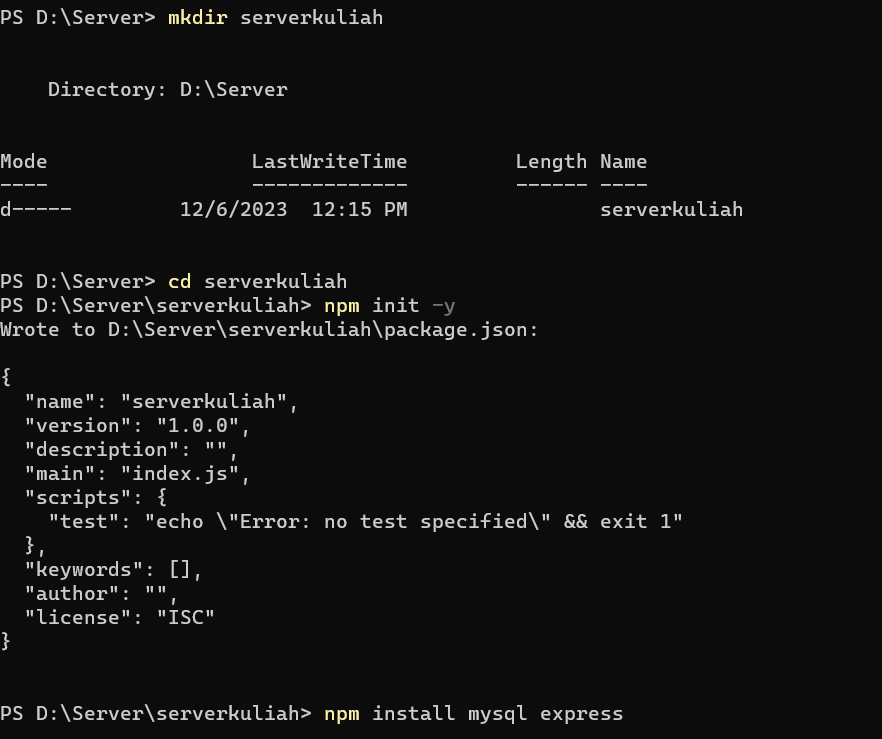 PS D:\Server> mkdir serverkuliah
Directory: D:\Server
Mode LastWriteTime Length Name
---- ------------- ------ ----
d----- 12/6/2023 12:15 PM serverkuliah
PS D:\Server> cd serverkuliah
PS D:\Server\serverkuliah> npm init -y
Wrote to D:\Server\serverkuliah\package.json:
{
"name": "serverkuliah",
"version": "1.0.0",
"description": "",
"main": "index.js",
"scripts": {
"test": "echo \"Error: no test specified\" && exit 1"
},
"keywords": [],
"author": "",
"license": "ISC"
}
PS D:\Server\serverkuliah> npm install mysql express